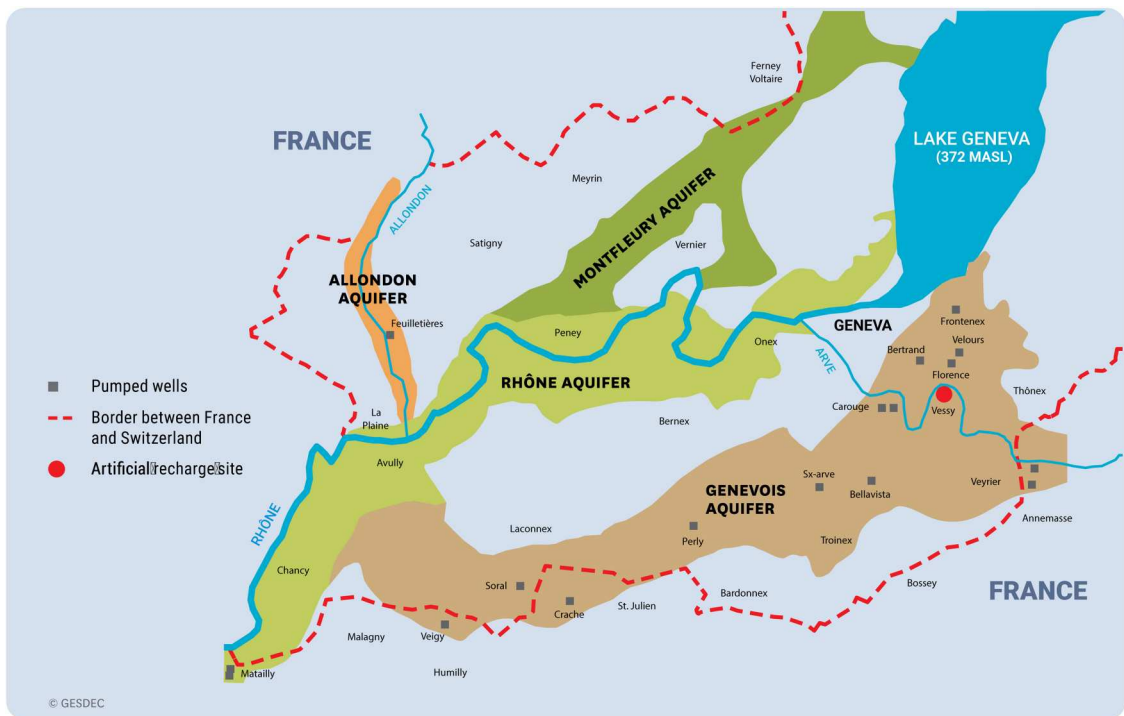 Ferney
Voltaire
FRANCE
LAKE GENEVA
(372 MASL)
ALLONDON
Meyrin
MONTFLEURY AQUIFER
Satigny
Vernier
ALLONDON
AQUIFER
Feuilletières
Peney
GENEVA
Frontenex
Onex
Velours
Bertrand
ARVE
Florence
RHÔNE AQUIFER
Thônex
Pumped wells
Border between France
and Switzerland
Artificial recharge site
La
Plaine
Carouge
Vessy
Bernex
Avully
Sx-arve
Bellavista
Veyrier
GENEVOIS
AQUIFER
RHÔNE
Laconnex
Perly
Troinex
Annemasse
Chancy
Soral
Crache
St. Julien
Bardonnex
Bossey
FRANCE
Malagny
Veigy
Matailly
Humilly
© GESDEC